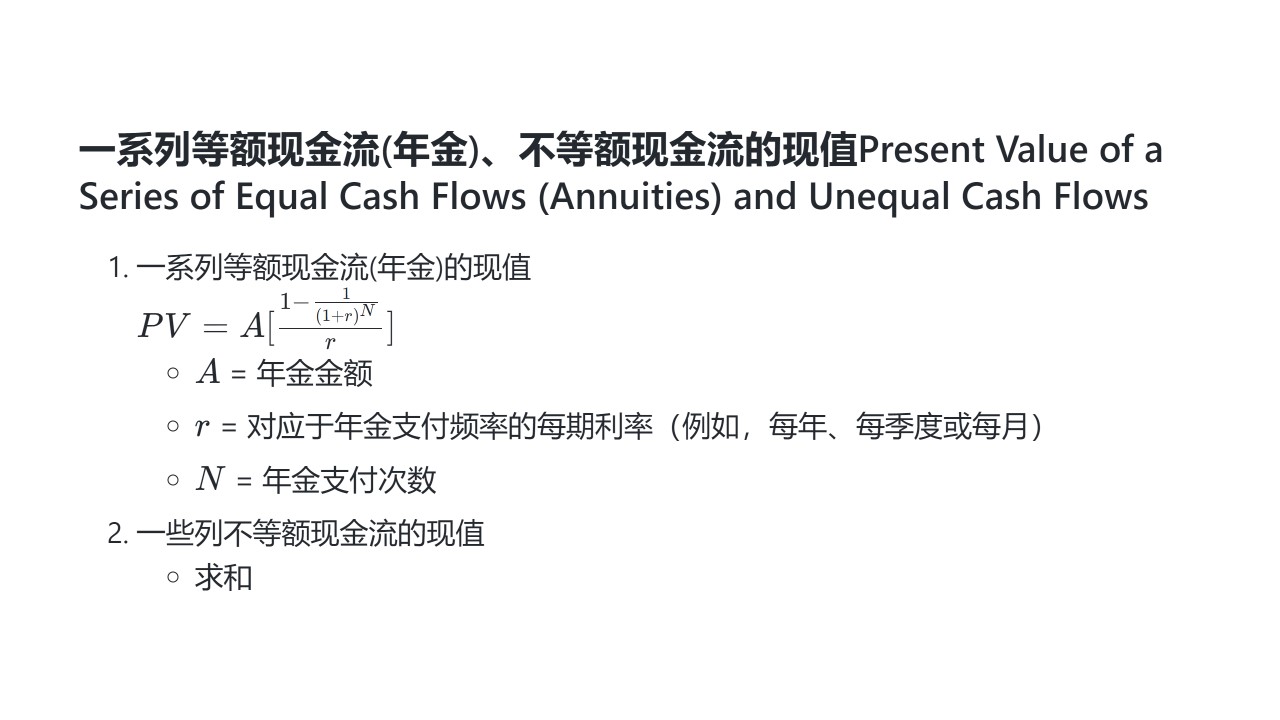 一系列等额现金流(年金)、不等额现金流的现值Present Value of a
Series of Equal Cash Flows (Annuities) and Unequal Cash Flows
1. 一系列等额现金流(年金)的现值
$PV = A[\frac{1-\frac{1}{(1+r)^N}}{r}]$
○ A = 年金金额
○ r = 对应于年金支付频率的每期利率（例如，每年、每季度或每月）
○ N = 年金支付次数
2. 一些列不等额现金流的现值
○ 求和